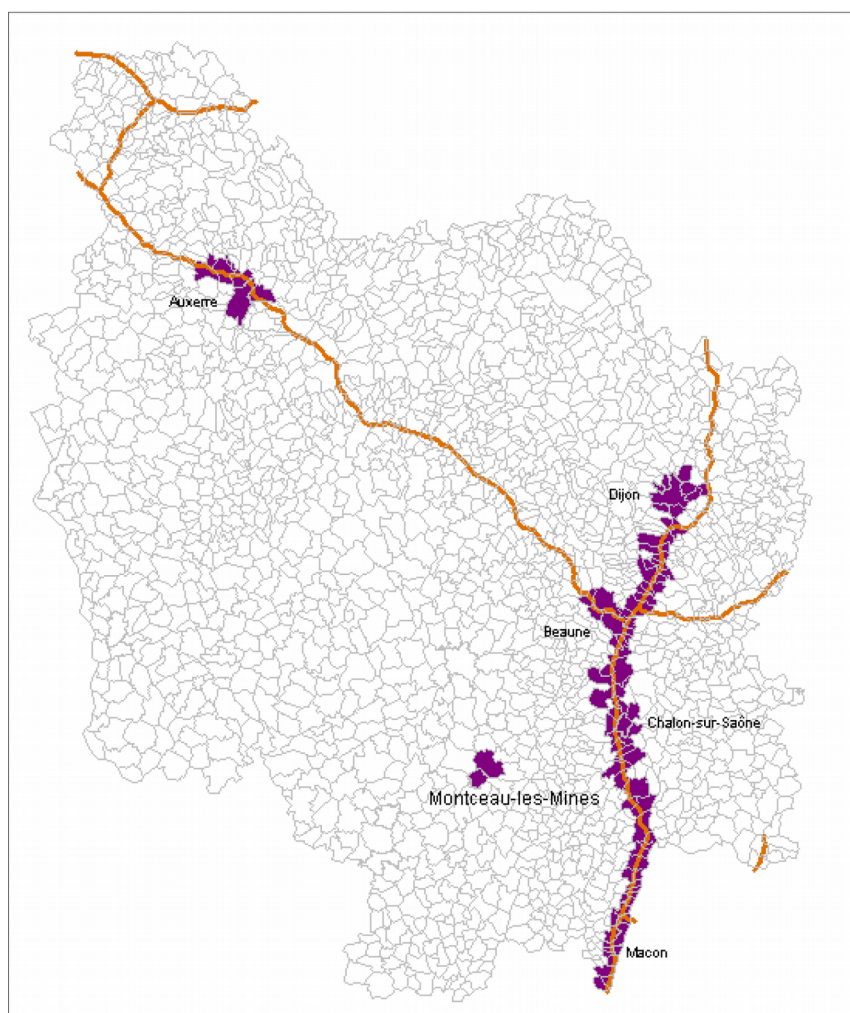 Auxerre
Dijon
Beaune
Chalon-sur-Saône
Montceau-les-Mines
Macon